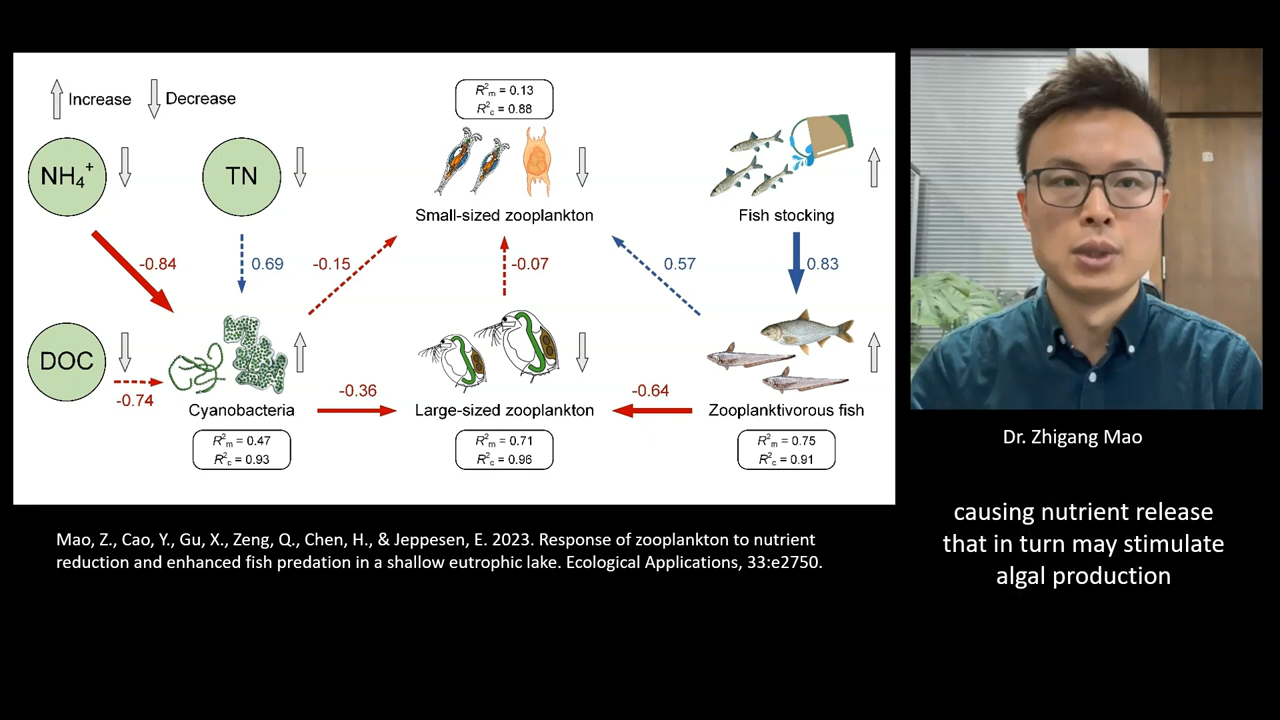 Increase
Decrease
R²m = 0.13
R²c = 0.88
NH4+
TN
Small-sized zooplankton
Fish stocking
-0.84
0.69
-0.15
-0.07
0.57
0.83
DOC
-0.74
-0.36
-0.64
Cyanobacteria
Large-sized zooplankton
Zooplanktivorous fish
R²m = 0.47
R²c = 0.93
R²m = 0.71
R²c = 0.96
R²m = 0.75
R²c = 0.91
Dr. Zhigang Mao
causing nutrient release
that in turn may stimulate
algal production
Mao, Z., Cao, Y., Gu, X., Zeng, Q., Chen, H., & Jeppesen, E. 2023. Response of zooplankton to nutrient
reduction and enhanced fish predation in a shallow eutrophic lake. Ecological Applications, 33:e2750.